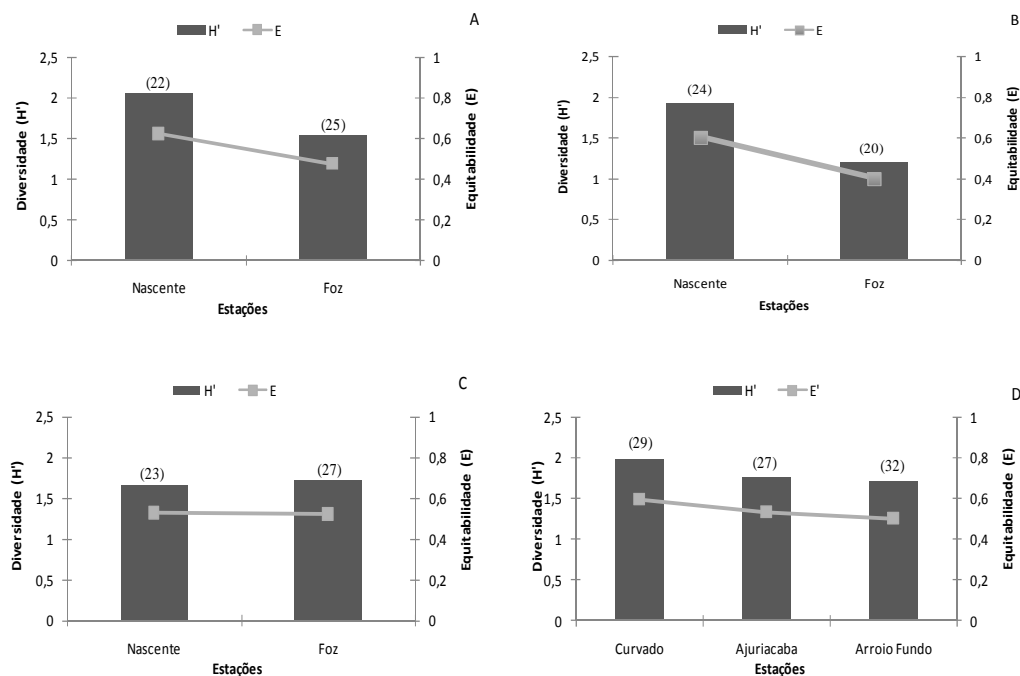 A
H' E
2,5
2
1,5
1
0,5
0
Diversidade (H')
(22)
(25)
1
0,8
0,6
0,4
0,2
0
Equitabilidade (E)
Nascente Foz
Estações
B
H' E
2,5
2
1,5
1
0,5
0
Diversidade (H')
(24)
(20)
1
0,8
0,6
0,4
0,2
0
Equitabilidade (E)
Nascente Foz
Estações
C
H' E
2,5
2
1,5
1
0,5
0
Diversidade (H')
(23)
(27)
1
0,8
0,6
0,4
0,2
0
Equitabilidade (E)
Nascente Foz
Estações
D
H' E'
2,5
2
1,5
1
0,5
0
Diversidade (H')
(29)
(27)
(32)
1
0,8
0,6
0,4
0,2
0
Equitabilidade (E)
Curvado Ajuriacaba Arroio Fundo
Estações